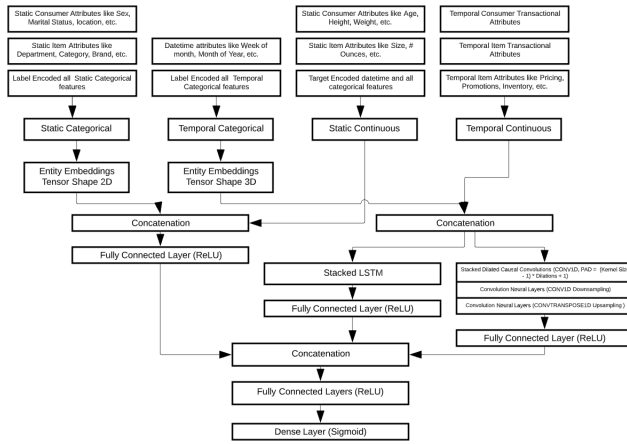 Static Consumer Attributes like Sex,
Marital Status, location, etc.
Static Item Attributes like
Department, Category, Brand, etc.
Label Encoded all Static Categorical
features
Static Categorical
Entity Embeddings
Tensor Shape 2D
Datetime attributes like Week of
month, Month of Year, etc.
Label Encoded all Temporal
Categorical features
Temporal Categorical
Entity Embeddings
Tensor Shape 3D
Static Consumer Attributes like Age,
Height, Weight, etc.
Static Item Attributes like Size, #
Ounces, etc.
Target Encoded datetime and all
categorical features
Static Continuous
Temporal Consumer Transactional
Attributes
Temporal Item Transactional
Attributes
Temporal Item Attributes like Pricing,
Promotions, Inventory, etc.
Temporal Continuous
Concatenation
Fully Connected Layer (ReLU)
Concatenation
Stacked LSTM
Fully Connected Layer (ReLU)
Stacked Dilated Causal Convolutions (CONV1D, PAD = (Kernel Size
- 1) * Dilations + 1)
Convolution Neural Layers (CONV1D Downsampling)
Convolution Neural Layers (CONVTRANSPOSE1D Upsampling )
Fully Connected Layer (ReLU)
Concatenation
Fully Connected Layers (ReLU)
Dense Layer (Sigmoid)